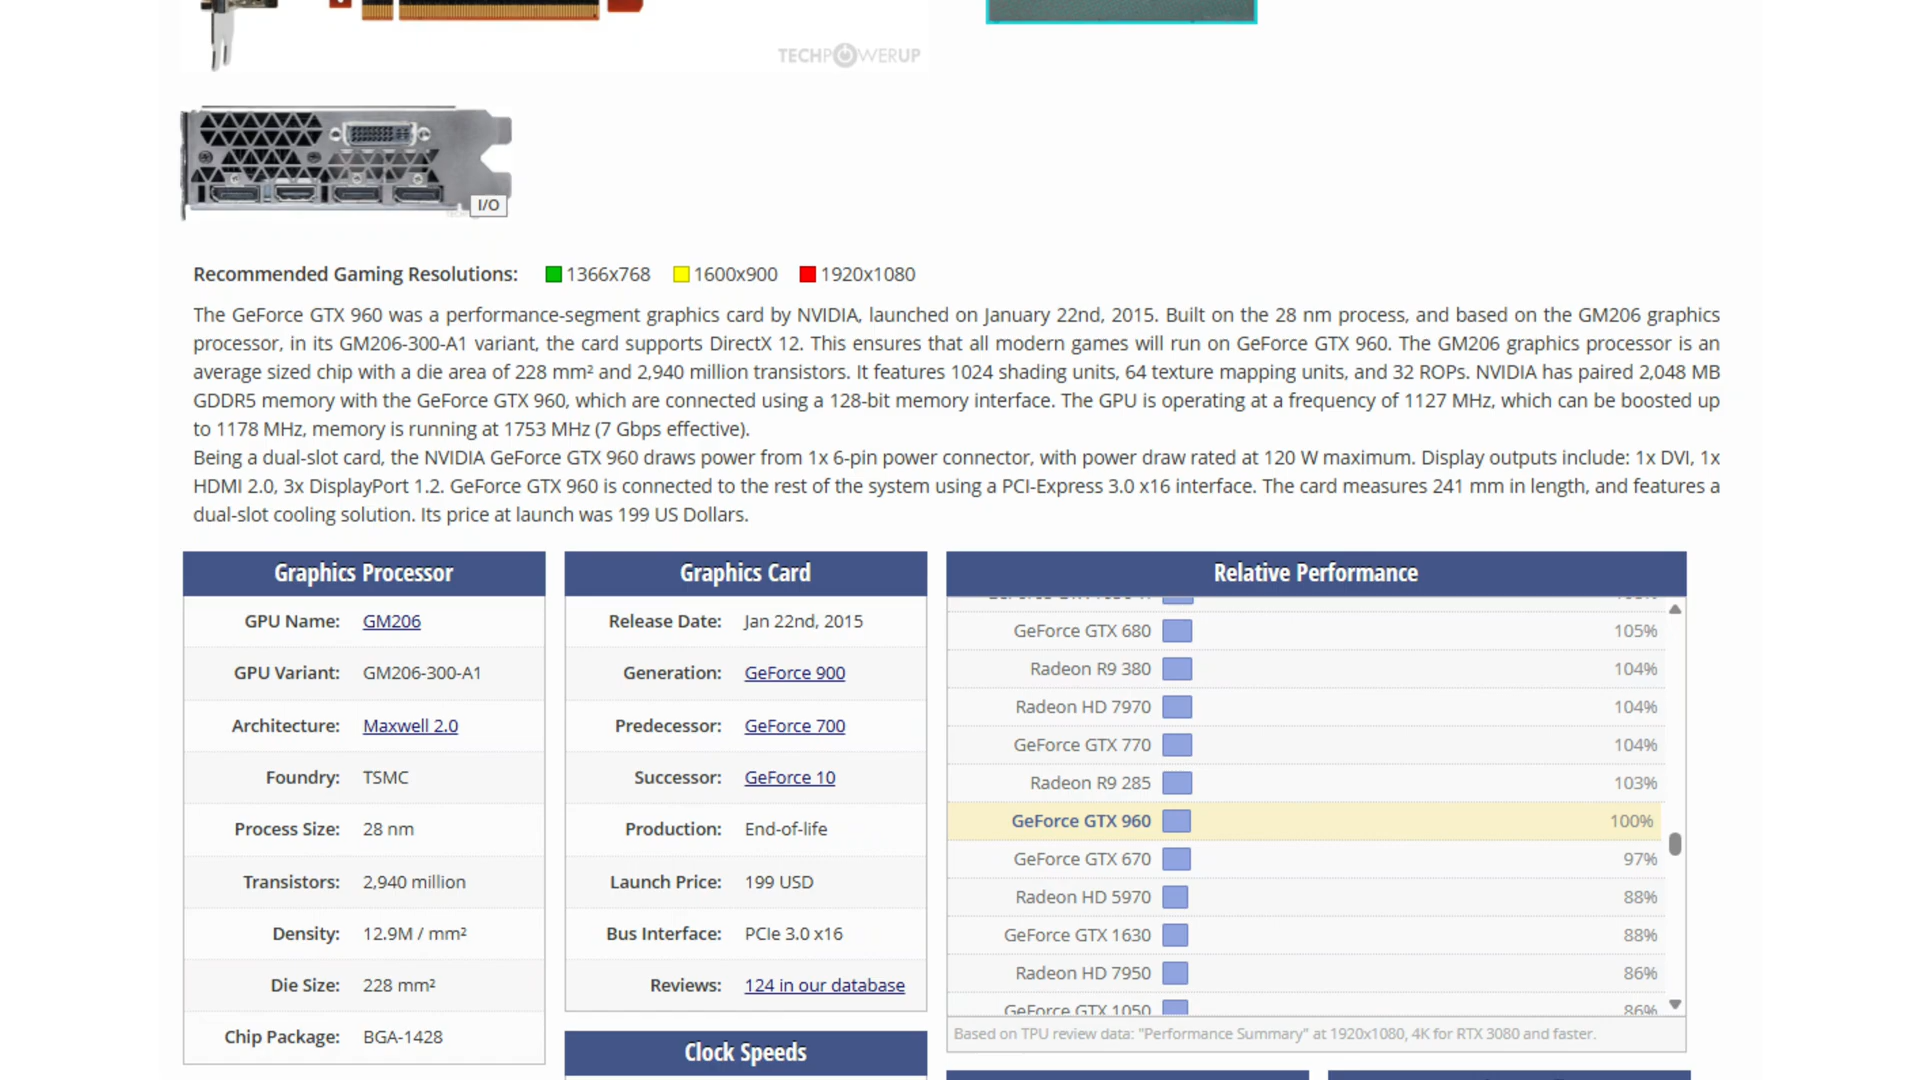 TECHPOWERUP
I/O
Recommended Gaming Resolutions: 1366x768 1600x900 1920x1080
The GeForce GTX 960 was a performance-segment graphics card by NVIDIA, launched on January 22nd, 2015. Built on the 28 nm process, and based on the GM206 graphics
processor, in its GM206-300-A1 variant, the card supports DirectX 12. This ensures that all modern games will run on GeForce GTX 960. The GM206 graphics processor is an
average sized chip with a die area of 228 mm² and 2,940 million transistors. It features 1024 shading units, 64 texture mapping units, and 32 ROPs. NVIDIA has paired 2,048 MB
GDDR5 memory with the GeForce GTX 960, which are connected using a 128-bit memory interface. The GPU is operating at a frequency of 1127 MHz, which can be boosted up
to 1178 MHz, memory is running at 1753 MHz (7 Gbps effective).
Being a dual-slot card, the NVIDIA GeForce GTX 960 draws power from 1x 6-pin power connector, with power draw rated at 120 W maximum. Display outputs include: 1x DVI, 1x
HDMI 2.0, 3x DisplayPort 1.2. GeForce GTX 960 is connected to the rest of the system using a PCI-Express 3.0 x16 interface. The card measures 241 mm in length, and features a
dual-slot cooling solution. Its price at launch was 199 US Dollars.
Graphics Processor
GPU Name: GM206
GPU Variant: GM206-300-A1
Architecture: Maxwell 2.0
Foundry: TSMC
Process Size: 28 nm
Transistors: 2,940 million
Density: 12.9M / mm²
Die Size: 228 mm²
Chip Package: BGA-1428
Graphics Card
Release Date: Jan 22nd, 2015
Generation: GeForce 900
Predecessor: GeForce 700
Successor: GeForce 10
Production: End-of-life
Launch Price: 199 USD
Bus Interface: PCIe 3.0 x16
Reviews: 124 in our database
Clock Speeds
Relative Performance
GeForce GTX 680 105%
Radeon R9 380 104%
Radeon HD 7970 104%
GeForce GTX 770 104%
Radeon R9 285 103%
GeForce GTX 960 100%
GeForce GTX 670 97%
Radeon HD 5970 88%
GeForce GTX 1630 88%
Radeon HD 7950 86%
GeForce GTX 1050 86%
Based on TPU review data: "Performance Summary" at 1920x1080, 4K for RTX 3080 and faster.